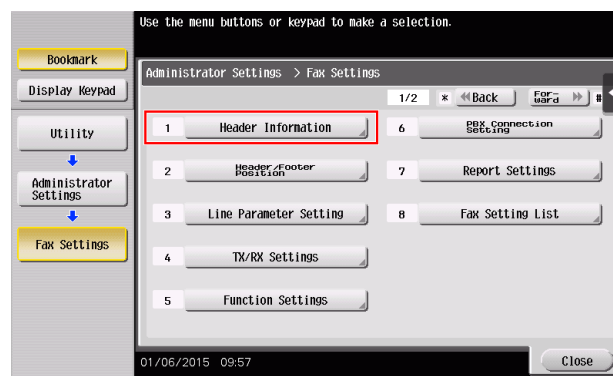 Use the menu buttons or keypad to make a selection.
Bookmark
Display Keypad
Utility
Administrator
Settings
Fax Settings
Administrator Settings > Fax Settings
1/2 * Back For-
ward #
1 Header Information
2 Header/Footer
Position
3 Line Parameter Setting
4 TX/RX Settings
5 Function Settings
6 PBX Connection
Setting
7 Report Settings
8 Fax Setting List
01/06/2015 09:57
Close